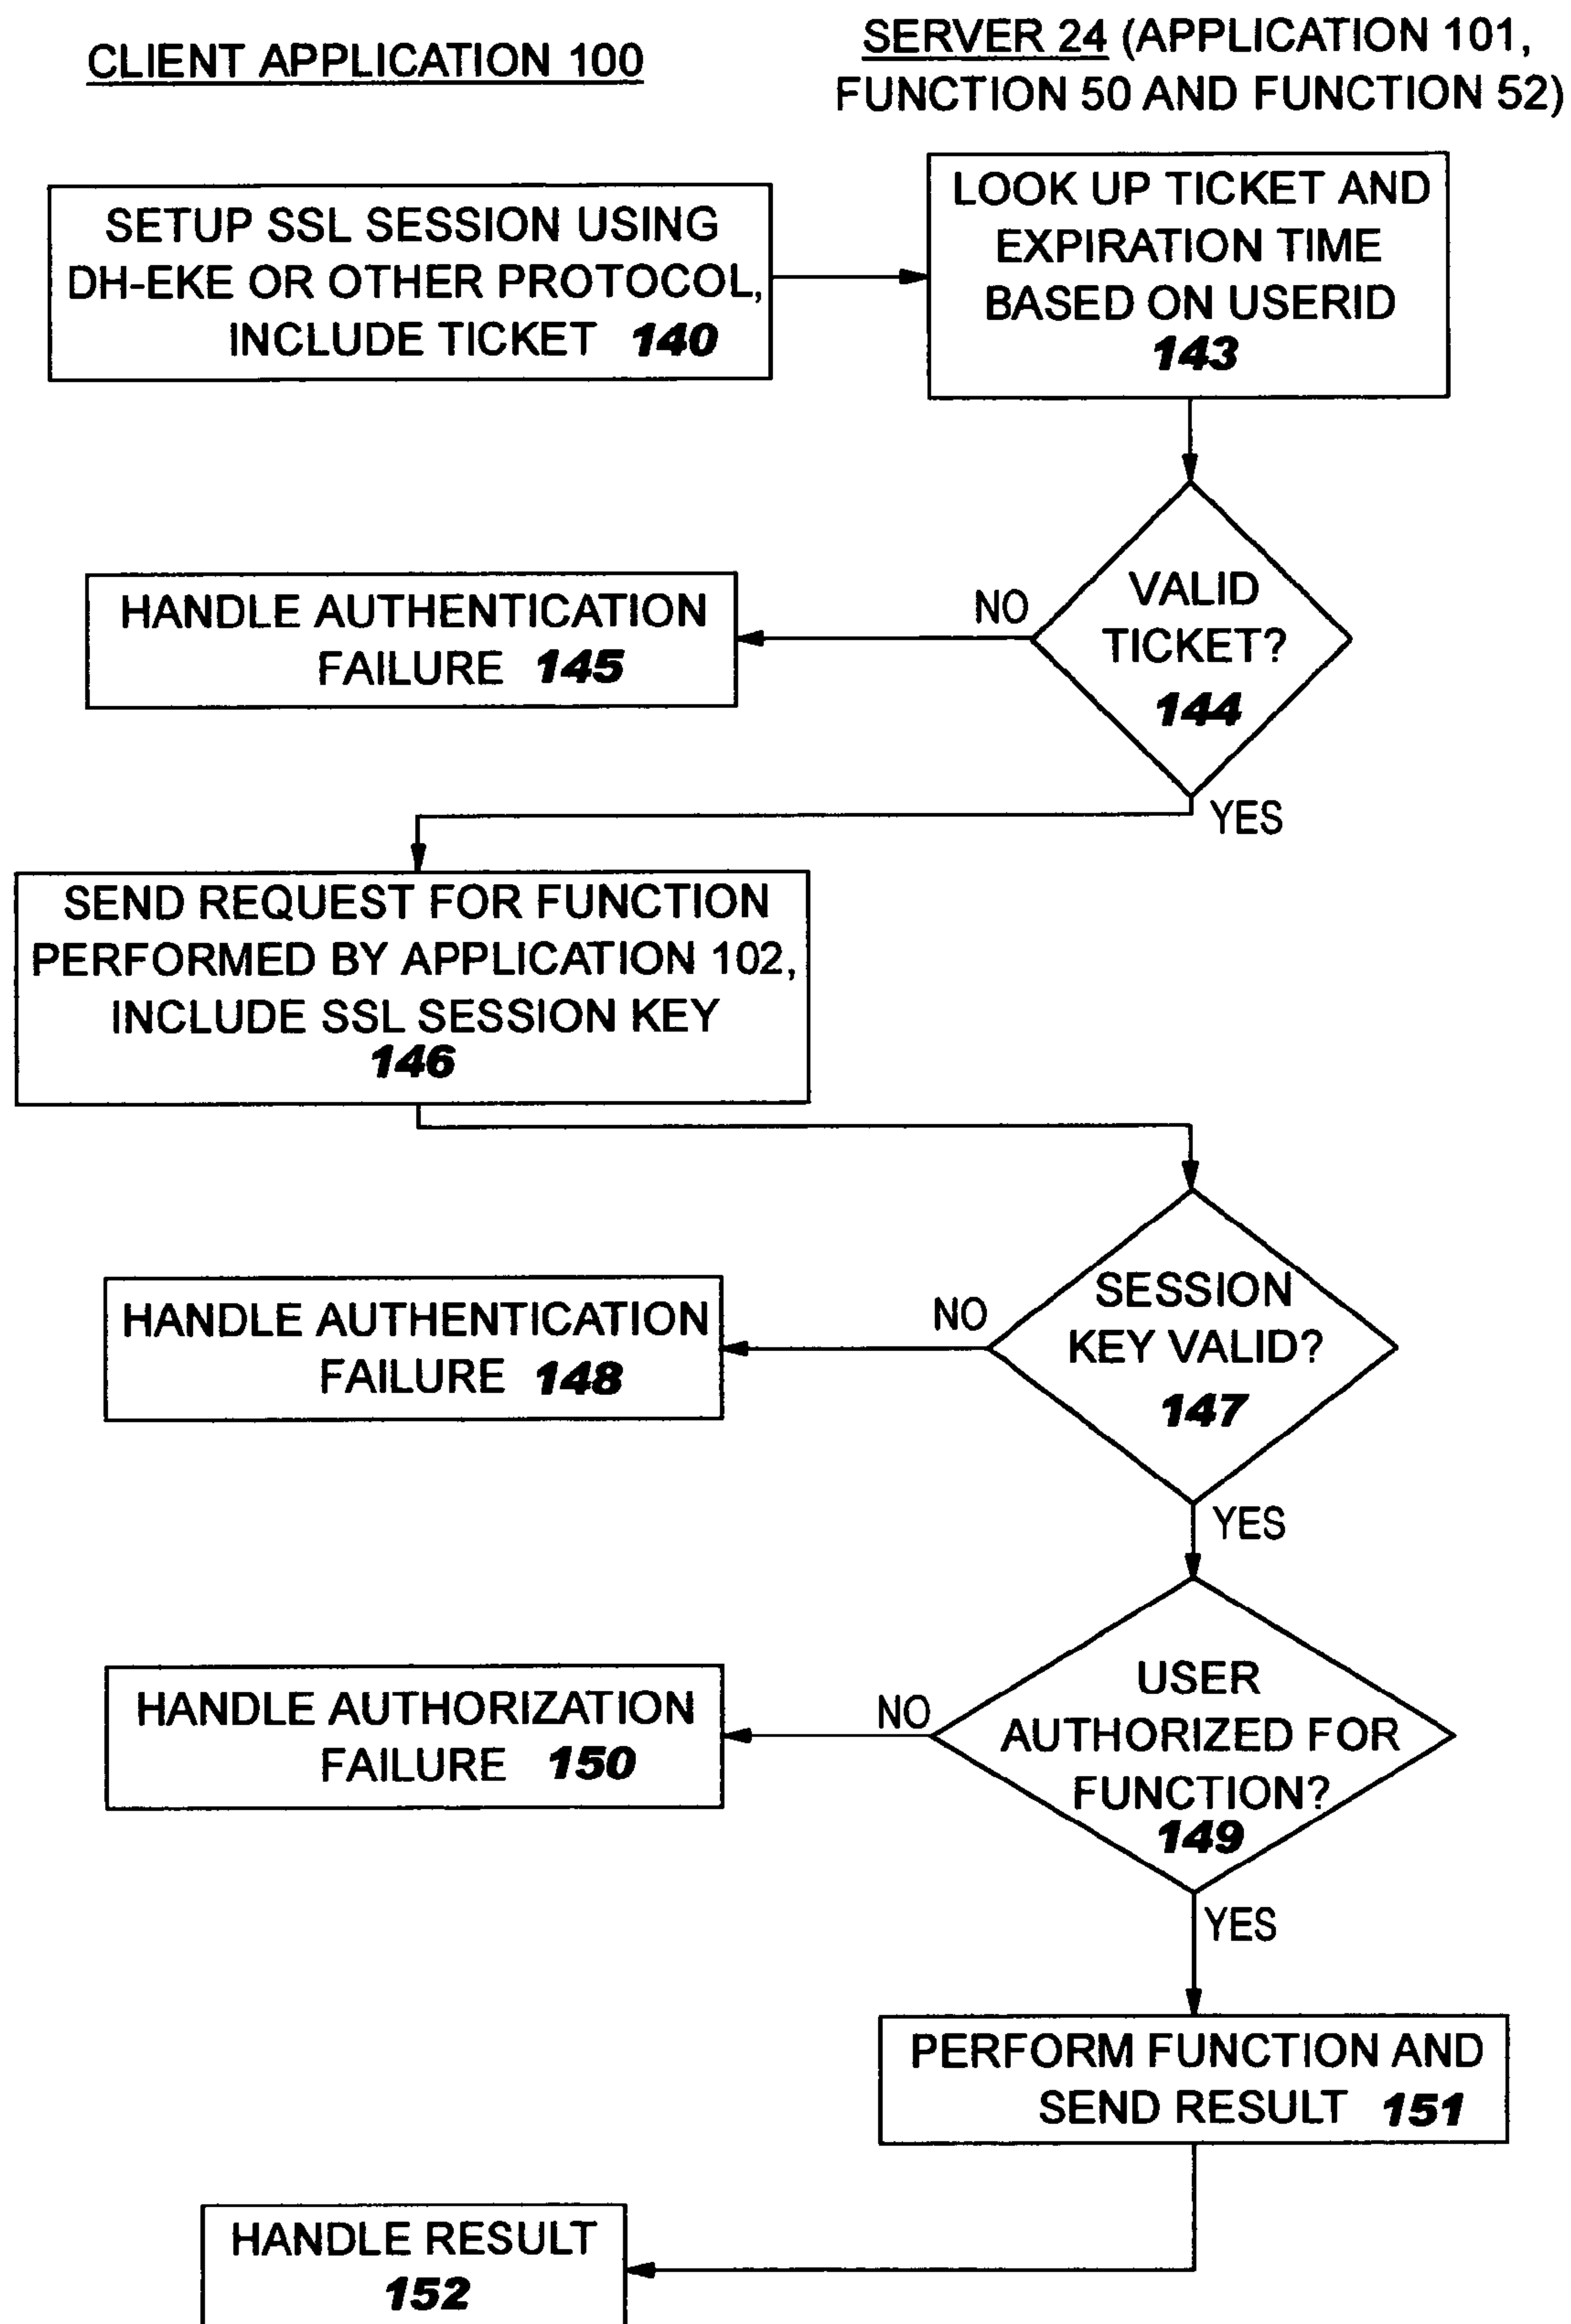 CLIENT APPLICATION 100
SERVER 24 (APPLICATION 101,
FUNCTION 50 AND FUNCTION 52)
SETUP SSL SESSION USING
DH-EKE OR OTHER PROTOCOL,
INCLUDE TICKET 140
LOOK UP TICKET AND
EXPIRATION TIME
BASED ON USERID
143
VALID
TICKET?
144
NO
HANDLE AUTHENTICATION
FAILURE 145
YES
SEND REQUEST FOR FUNCTION
PERFORMED BY APPLICATION 102,
INCLUDE SSL SESSION KEY
146
SESSION
KEY VALID?
147
NO
HANDLE AUTHENTICATION
FAILURE 148
YES
USER
AUTHORIZED FOR
FUNCTION?
149
NO
HANDLE AUTHORIZATION
FAILURE 150
YES
PERFORM FUNCTION AND
SEND RESULT 151
HANDLE RESULT
152